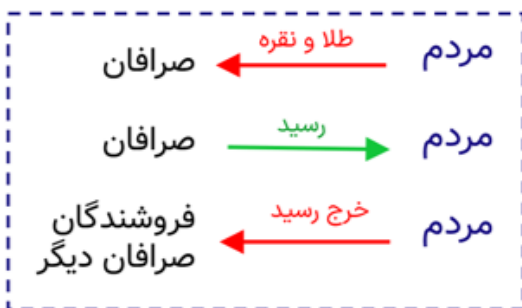 مردم
طلا و نقره
صرافان
مردم
رسید
صرافان
مردم
خرج رسید
فروشندگان
صرافان دیگر